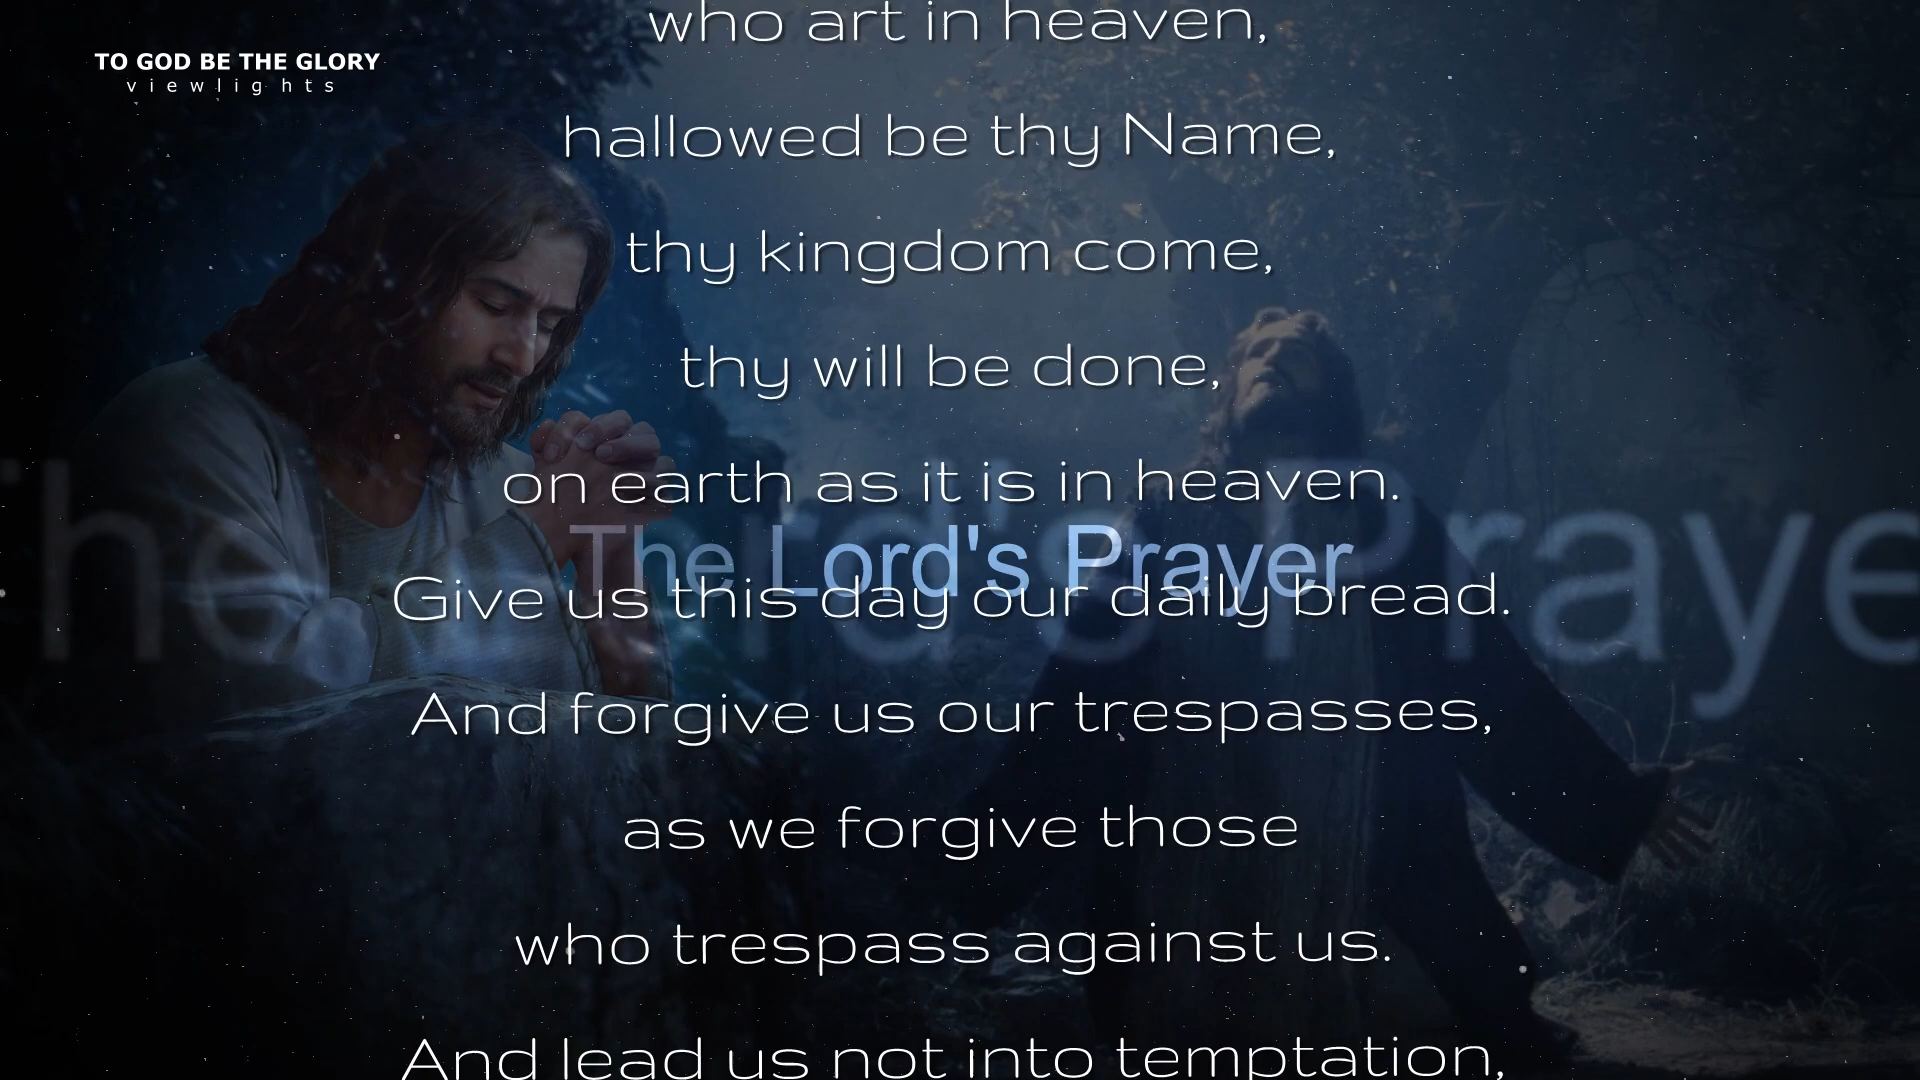 who art in heaven,
TO GOD BE THE GLORY
viewlights
hallowed be thy Name,
thy kingdom come,
thy will be done,
on earth as it is in heaven.
The Lord's Prayer
Give us this day our daily bread.
And forgive us our trespasses,
as we forgive those
who trespass against us.
And lead us not into temptation,